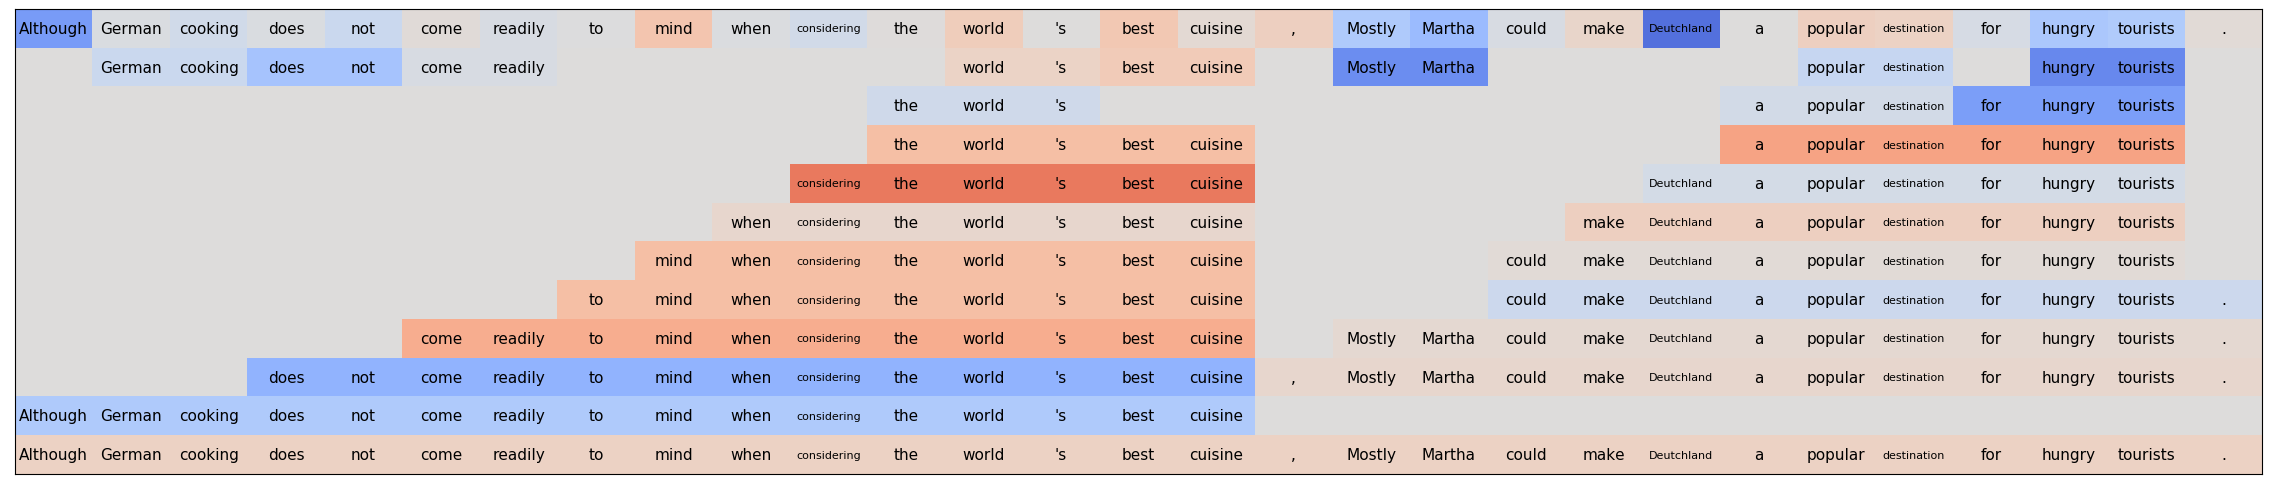 Although German cooking does not come readily to mind when considering the world 's best cuisine , Mostly Martha could make Deutchland a popular destination for hungry tourists .
German cooking does not come readily world 's best cuisine Mostly Martha popular destination hungry tourists
the world 's a popular destination for hungry tourists
the world 's best cuisine a popular destination for hungry tourists
considering the world 's best cuisine Deutchland a popular destination for hungry tourists
when considering the world 's best cuisine make Deutchland a popular destination for hungry tourists
mind when considering the world 's best cuisine could make Deutchland a popular destination for hungry tourists
to mind when considering the world 's best cuisine could make Deutchland a popular destination for hungry tourists .
come readily to mind when considering the world 's best cuisine Mostly Martha could make Deutchland a popular destination for hungry tourists .
does not come readily to mind when considering the world 's best cuisine , Mostly Martha could make Deutchland a popular destination for hungry tourists .
Although German cooking does not come readily to mind when considering the world 's best cuisine
Although German cooking does not come readily to mind when considering the world 's best cuisine , Mostly Martha could make Deutchland a popular destination for hungry tourists .